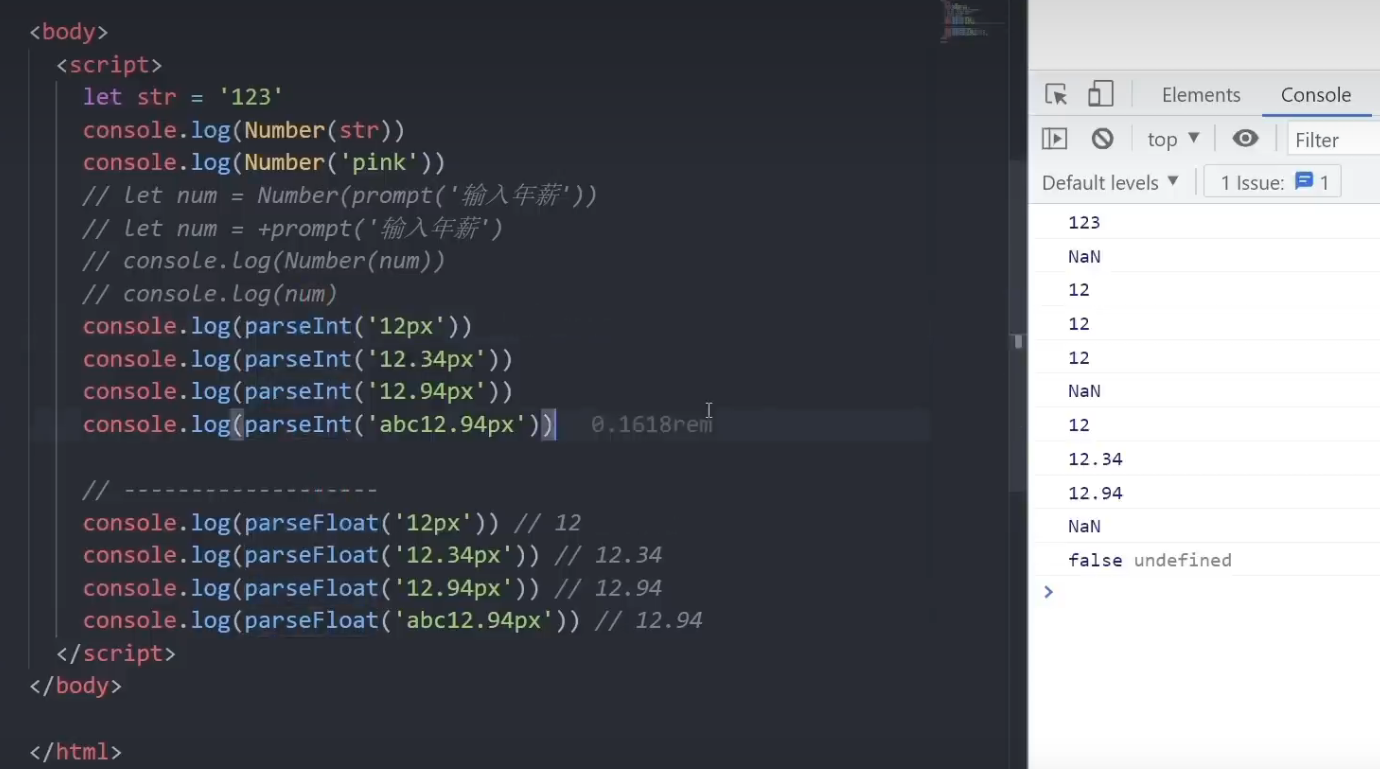 <body>
<script>
let str = '123'
console.log(Number(str))
console.log(Number('pink'))
// let num = Number(prompt('输入年薪'))
// let num = +prompt('输入年薪')
// console.log(Number(num))
// console.log(num)
console.log(parseInt('12px'))
console.log(parseInt('12.34px'))
console.log(parseInt('12.94px'))
console.log(parseInt('abc12.94px')) 0.1618rem
// -------------------
console.log(parseFloat('12px')) // 12
console.log(parseFloat('12.34px')) // 12.34
console.log(parseFloat('12.94px')) // 12.94
console.log(parseFloat('abc12.94px')) // 12.94
</script>
</body>
</html>
Elements Console
top Filter
Default levels 1 Issue: 1
123
NaN
12
12
12
NaN
12
12.34
12.94
NaN
false undefined